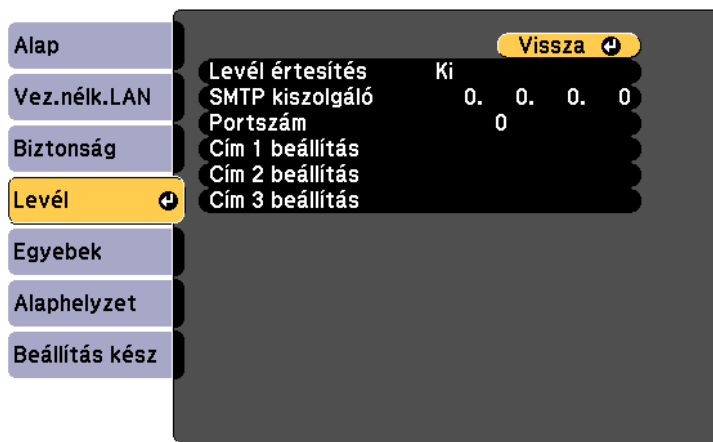 Alap
Vez.nélk.LAN
Biztonság
Levél
Egyebek
Alaphelyzet
Beállítás kész
Vissza
Levél értesítés Ki
SMTP kiszolgáló 0. 0. 0. 0
Portszám 0
Cím 1 beállítás
Cím 2 beállítás
Cím 3 beállítás